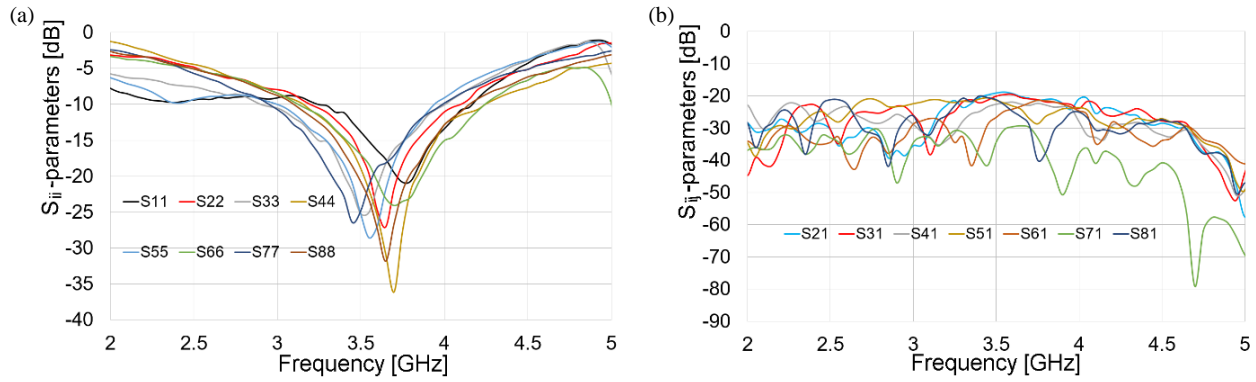 (a)
S_ii-parameters [dB]
0
-5
-10
-15
-20
-25
-30
-35
-40
S11 S22 S33 S44
S55 S66 S77 S88
2 2.5 3 3.5 4 4.5 5
Frequency [GHz]
(b)
S_ij-parameters [dB]
0
-10
-20
-30
-40
-50
-60
-70
-80
-90
S21 S31 S41 S51 S61 S71 S81
2 2.5 3 3.5 4 4.5 5
Frequency [GHz]